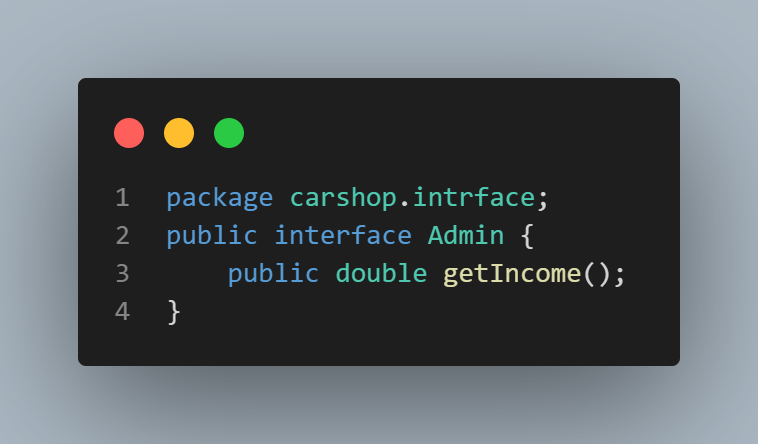 1 package carshop.intrface;
2 public interface Admin {
3     public double getIncome();
4 }